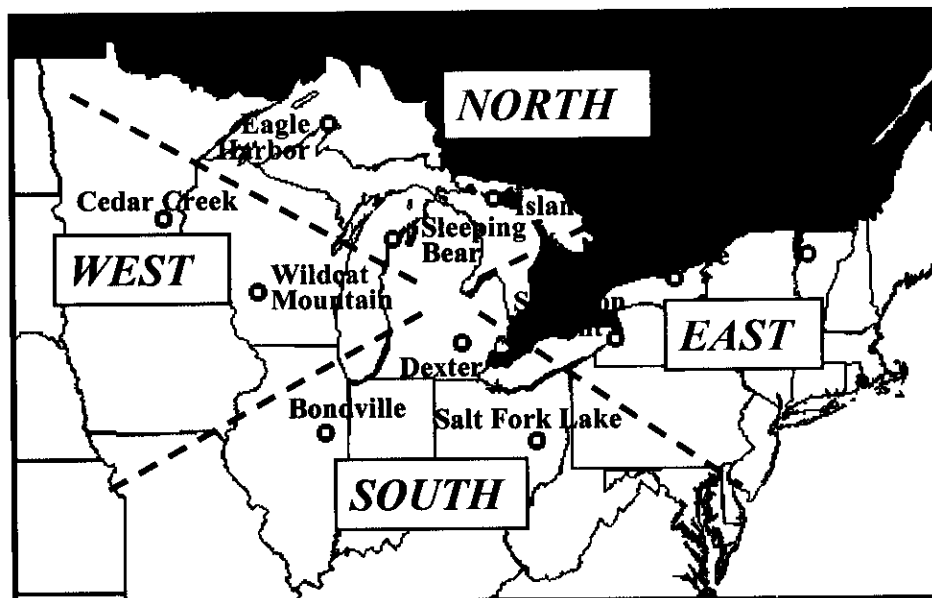 NORTH
Eagle
Harbor
Cedar Creek
Sleeping
Bear
WEST
Wildcat
Mountain
EAST
Dexter
Bondville
Salt Fork Lake
SOUTH